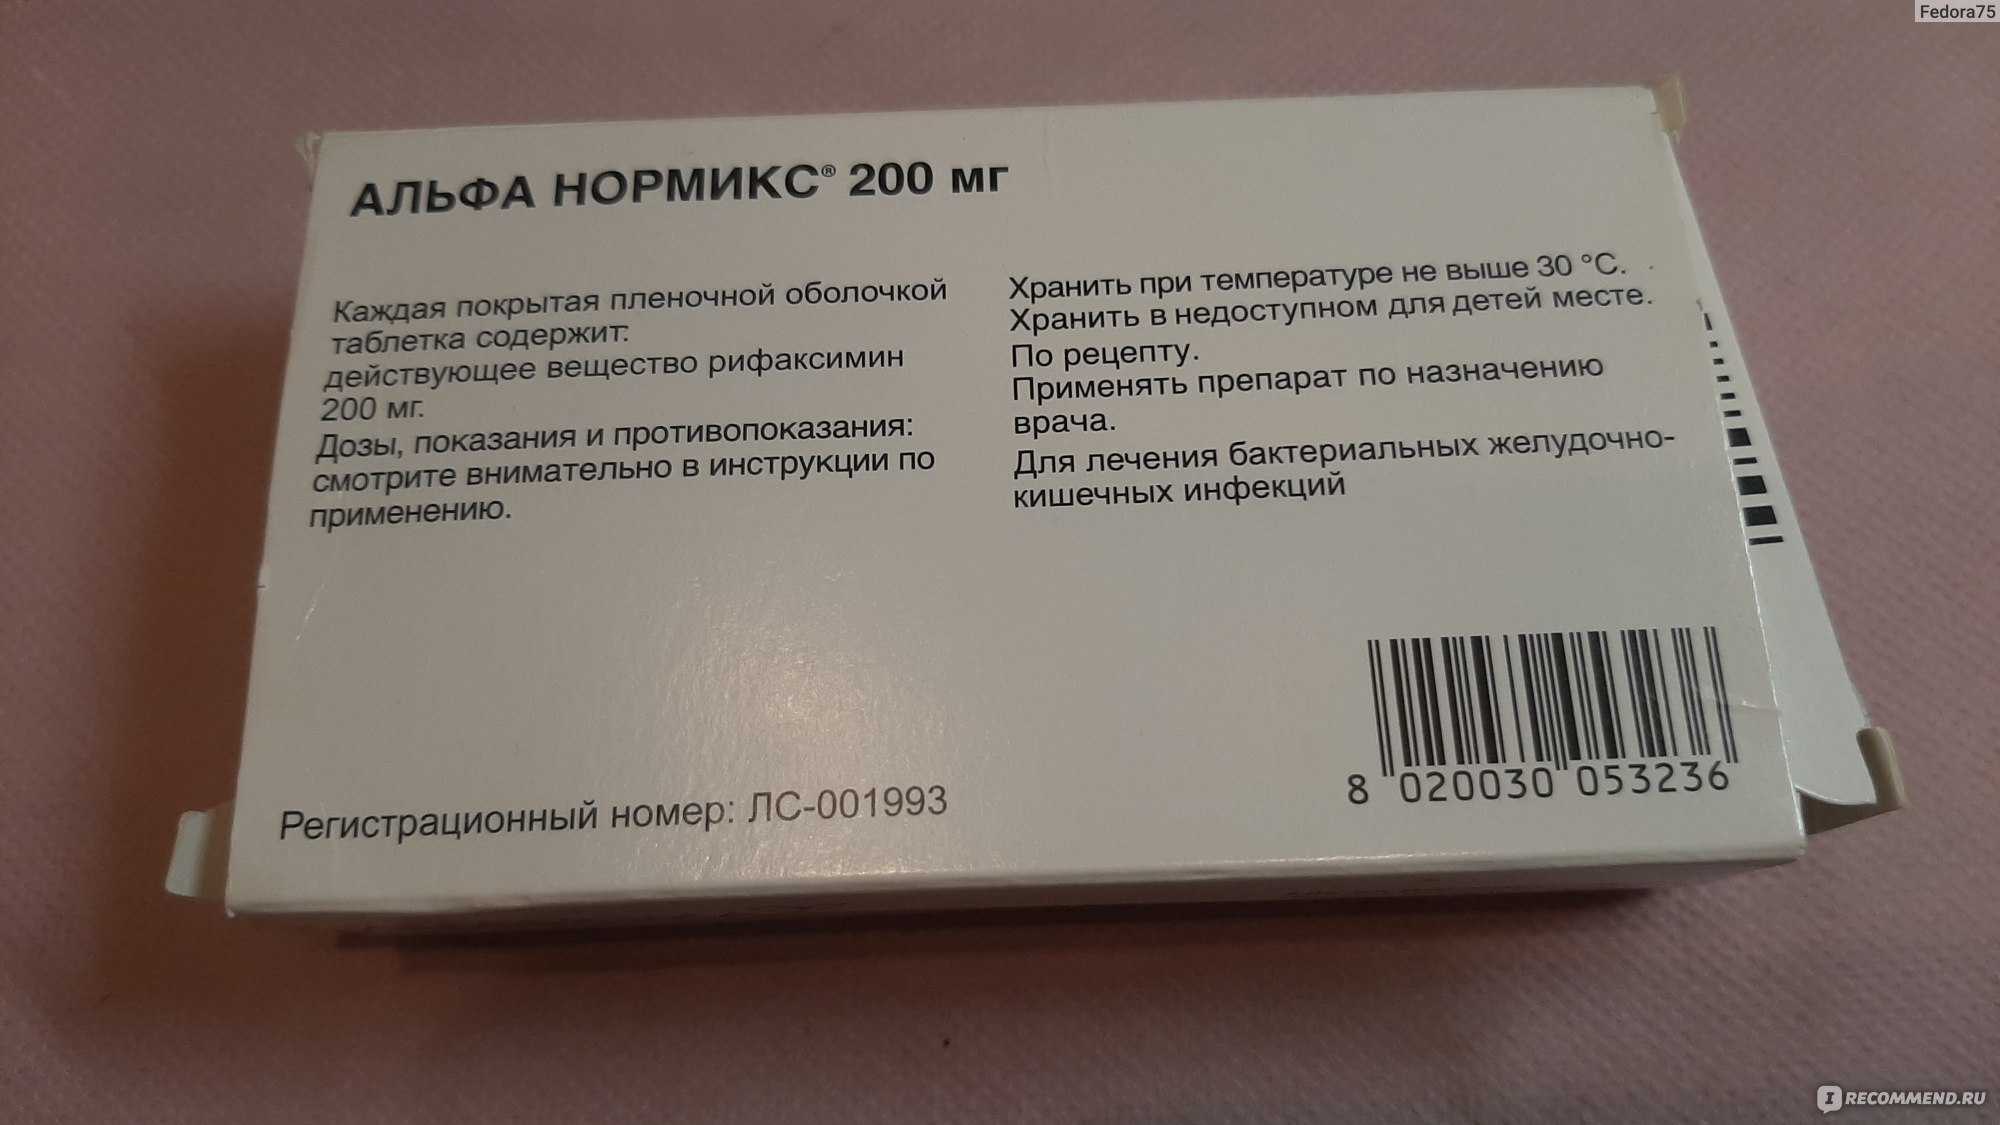 Fedora75
АЛЬФА НОРМИКС® 200 мг
Каждая покрытая пленочной оболочкой
таблетка содержит:
действующее вещество рифаксимин
200 мг.
Дозы, показания и противопоказания:
смотрите внимательно в инструкции по
применению.
Хранить при температуре не выше 30 °C.
Хранить в недоступном для детей месте.
По рецепту.
Применять препарат по назначению
врача.
Для лечения бактериальных желудочно-
кишечных инфекций
8 020030 053236
Регистрационный номер: ЛС-001993
IRECOMMEND.RU